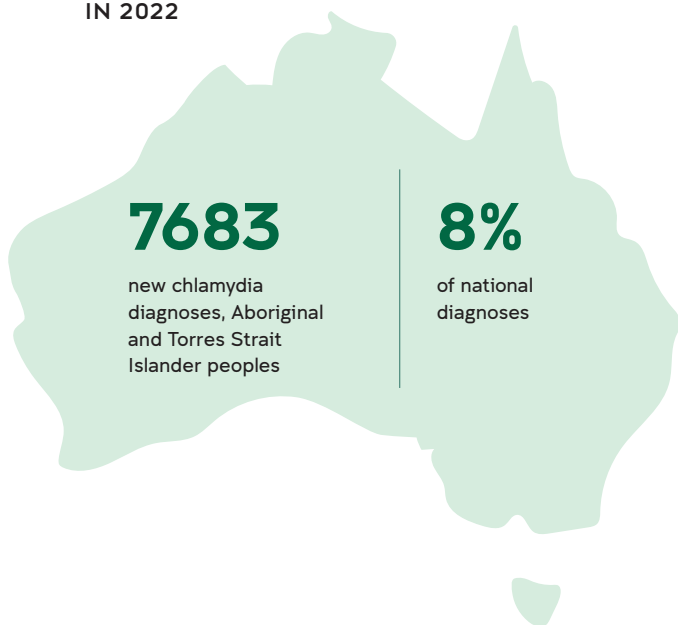 IN 2022
7683
new chlamydia
diagnoses, Aboriginal
and Torres Strait
Islander peoples
8%
of national
diagnoses